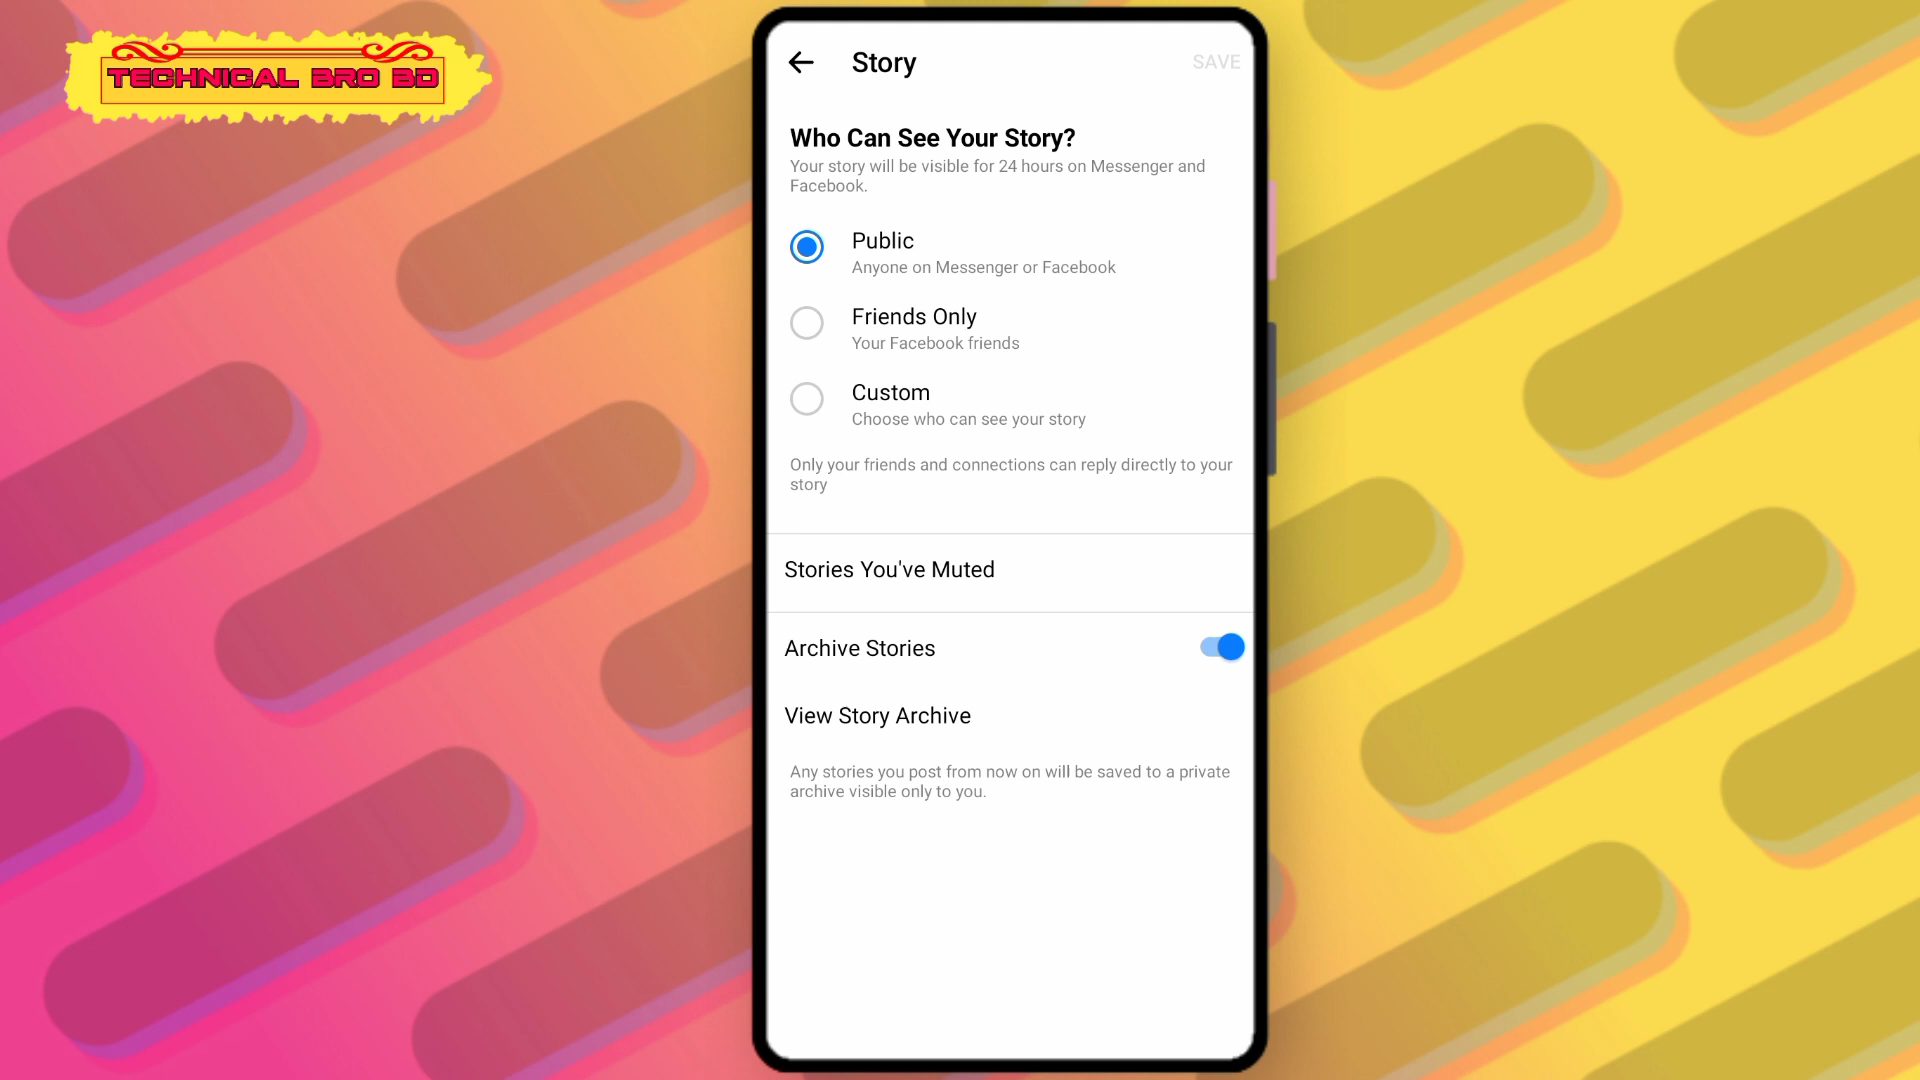 TECHNICAL BRO BD
Story
SAVE
Who Can See Your Story?
Your story will be visible for 24 hours on Messenger and
Facebook.
Public
Anyone on Messenger or Facebook
Friends Only
Your Facebook friends
Custom
Choose who can see your story
Only your friends and connections can reply directly to your
story
Stories You've Muted
Archive Stories
View Story Archive
Any stories you post from now on will be saved to a private
archive visible only to you.